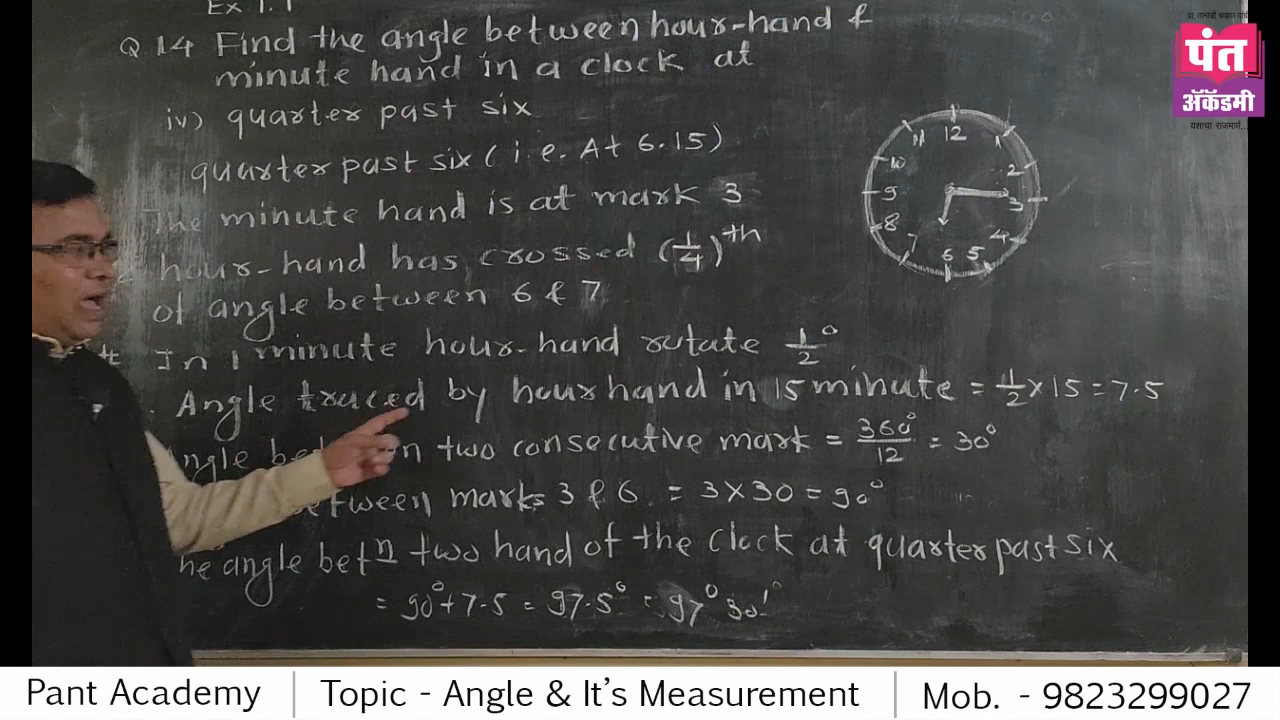 Ex 1.1
Q.14 Find the angle between hour-hand &
minute hand in a clock at
iv) quarter past six
quarter past six (i.e. At 6.15)
The minute hand is at mark 3
hour-hand has crossed (1/4)th
of angle between 6 & 7
In 1 minute hour-hand rotate 1/2°
Angle traced by hour hand in 15 minute = 1/2 × 15 = 7.5
ngle be n two consecutive mark = 360°/12 = 30°
etween marks 3 & 6 = 3 × 30 = 90°
he angle betn two hand of the clock at quarter past six
= 90° + 7.5 = 97.5° = 97° 30'
12
1
2
3
4
5
6
7
8
9
10
11
पंत
ॲकॅडमी
यशाचा राजमार्ग...
Pant Academy | Topic - Angle & It's Measurement | Mob. - 9823299027